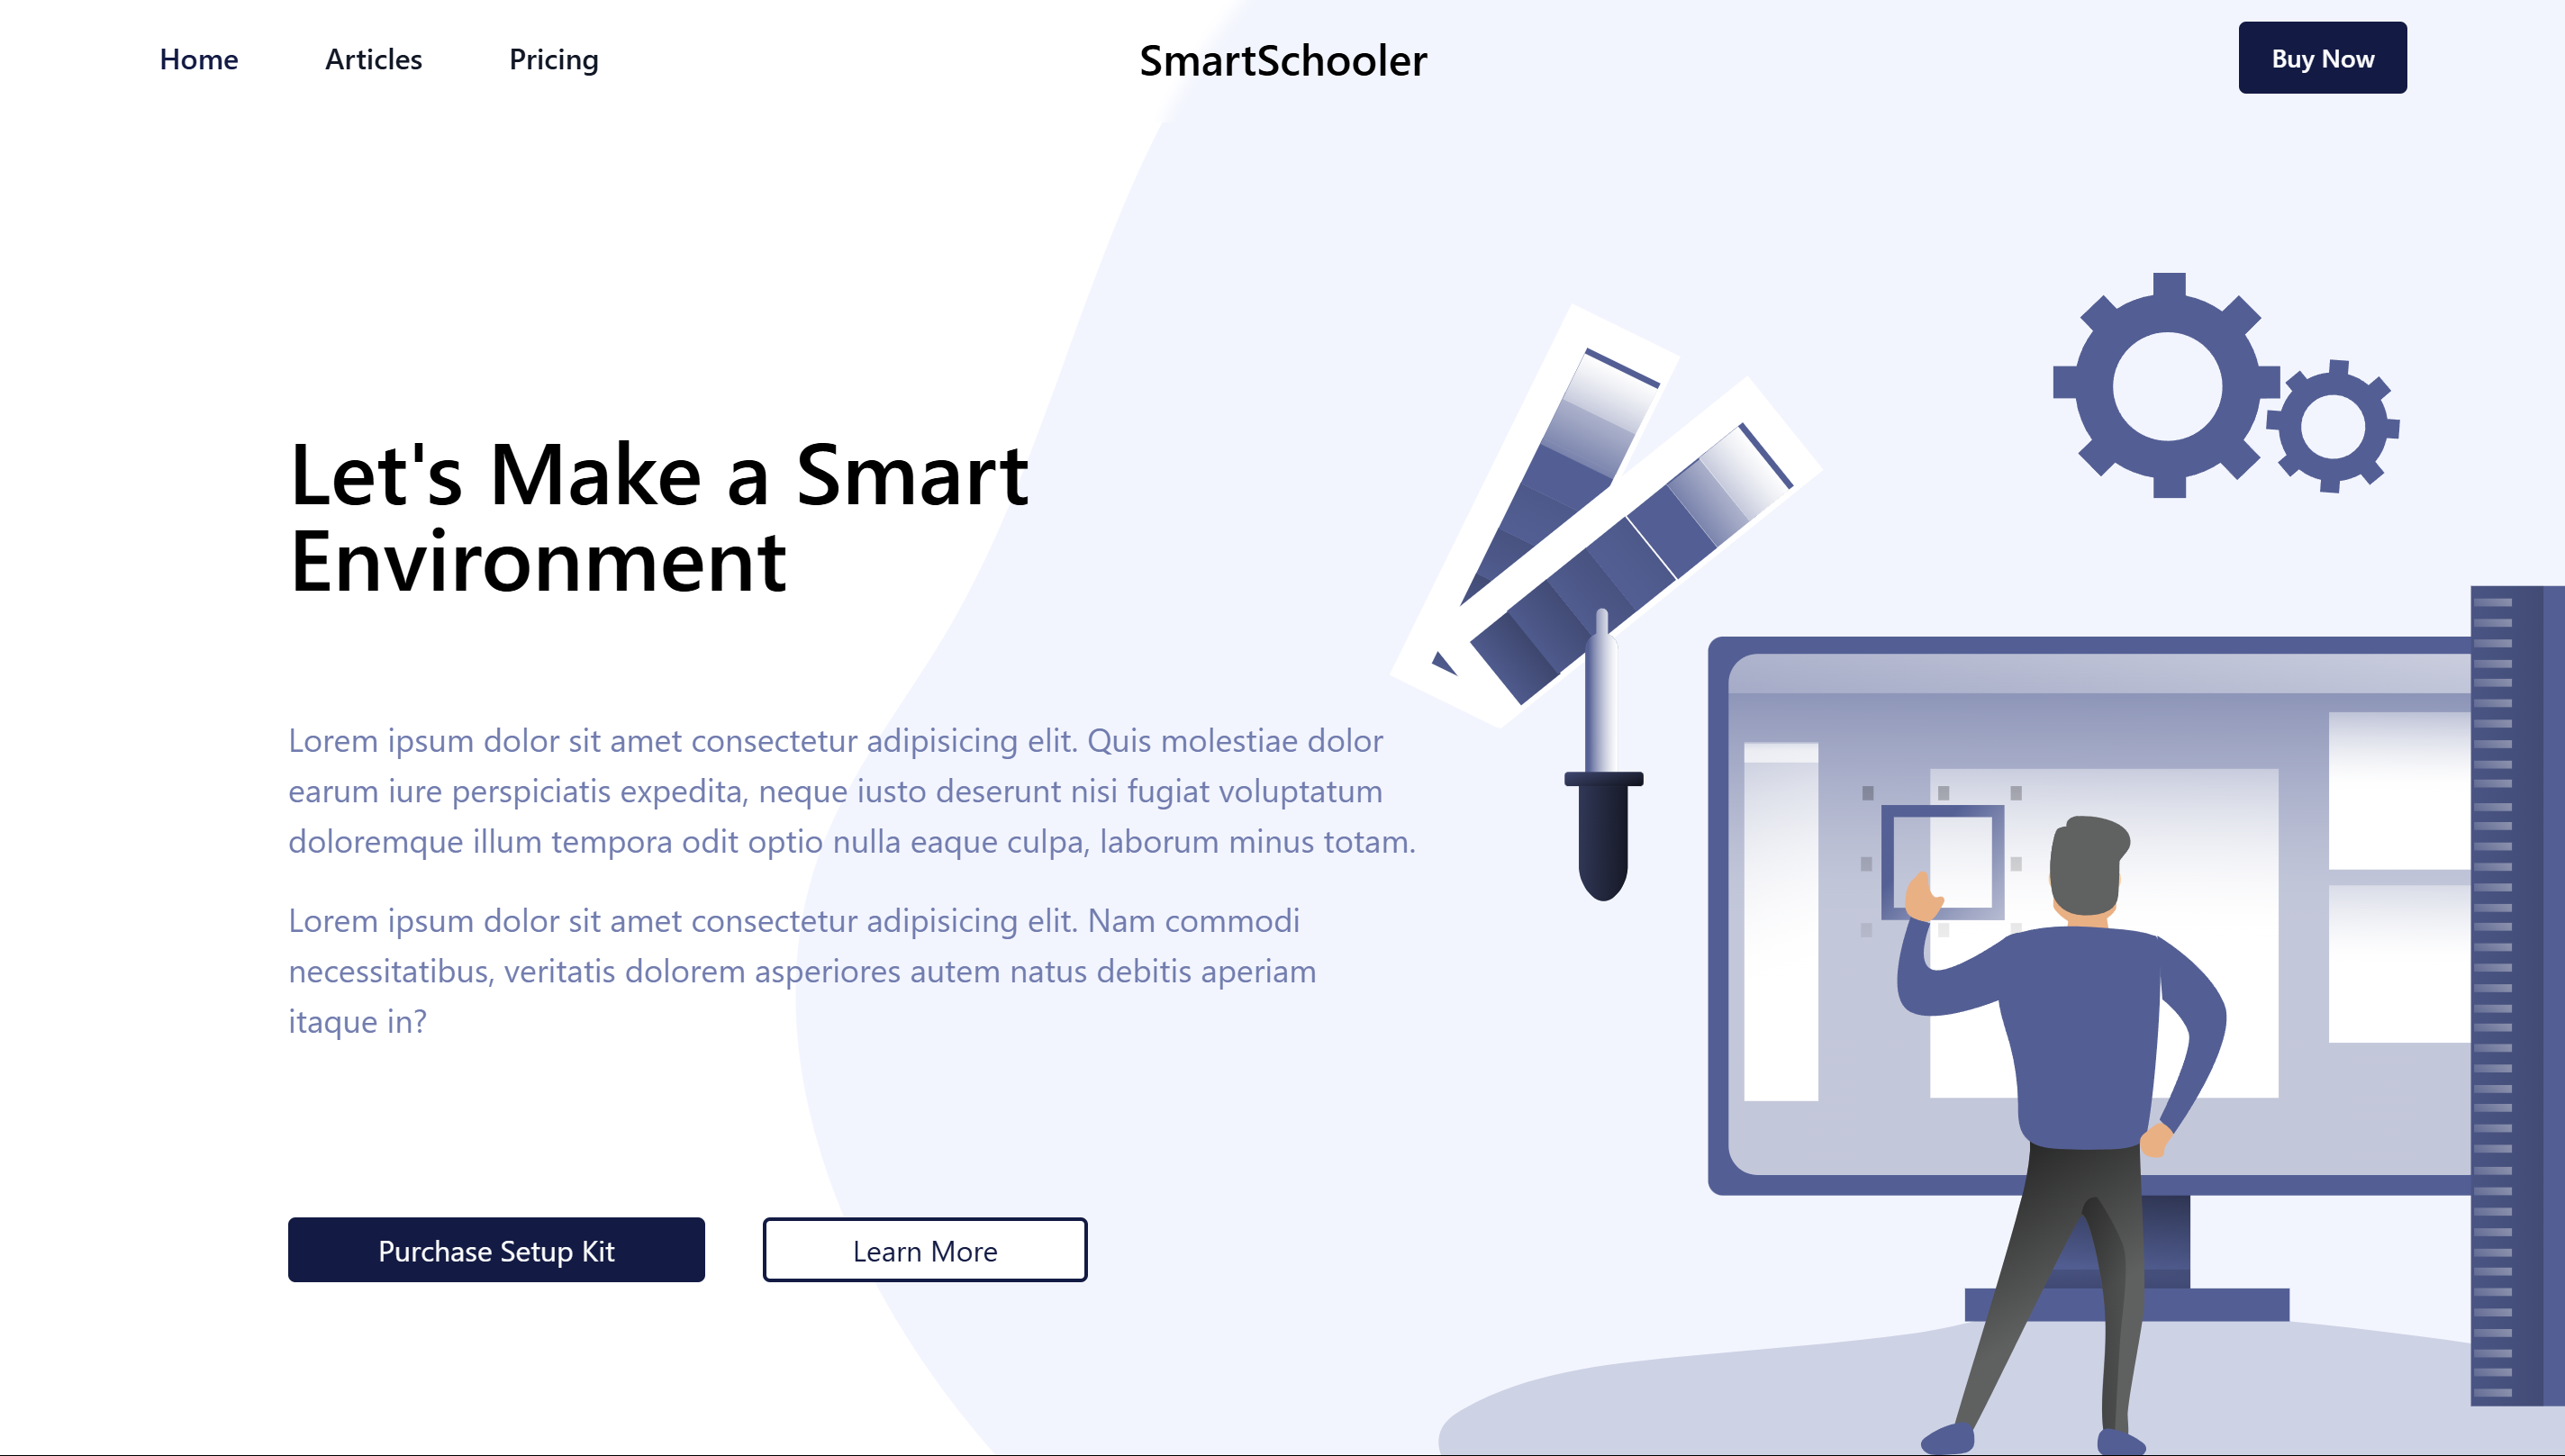 Home Articles Pricing SmartSchooler Buy Now
Let's Make a Smart
Environment
Lorem ipsum dolor sit amet consectetur adipisicing elit. Quis molestiae dolor
earum iure perspiciatis expedita, neque iusto deserunt nisi fugiat voluptatum
doloremque illum tempora odit optio nulla eaque culpa, laborum minus totam.
Lorem ipsum dolor sit amet consectetur adipisicing elit. Nam commodi
necessitatibus, veritatis dolorem asperiores autem natus debitis aperiam
itaque in?
Purchase Setup Kit Learn More